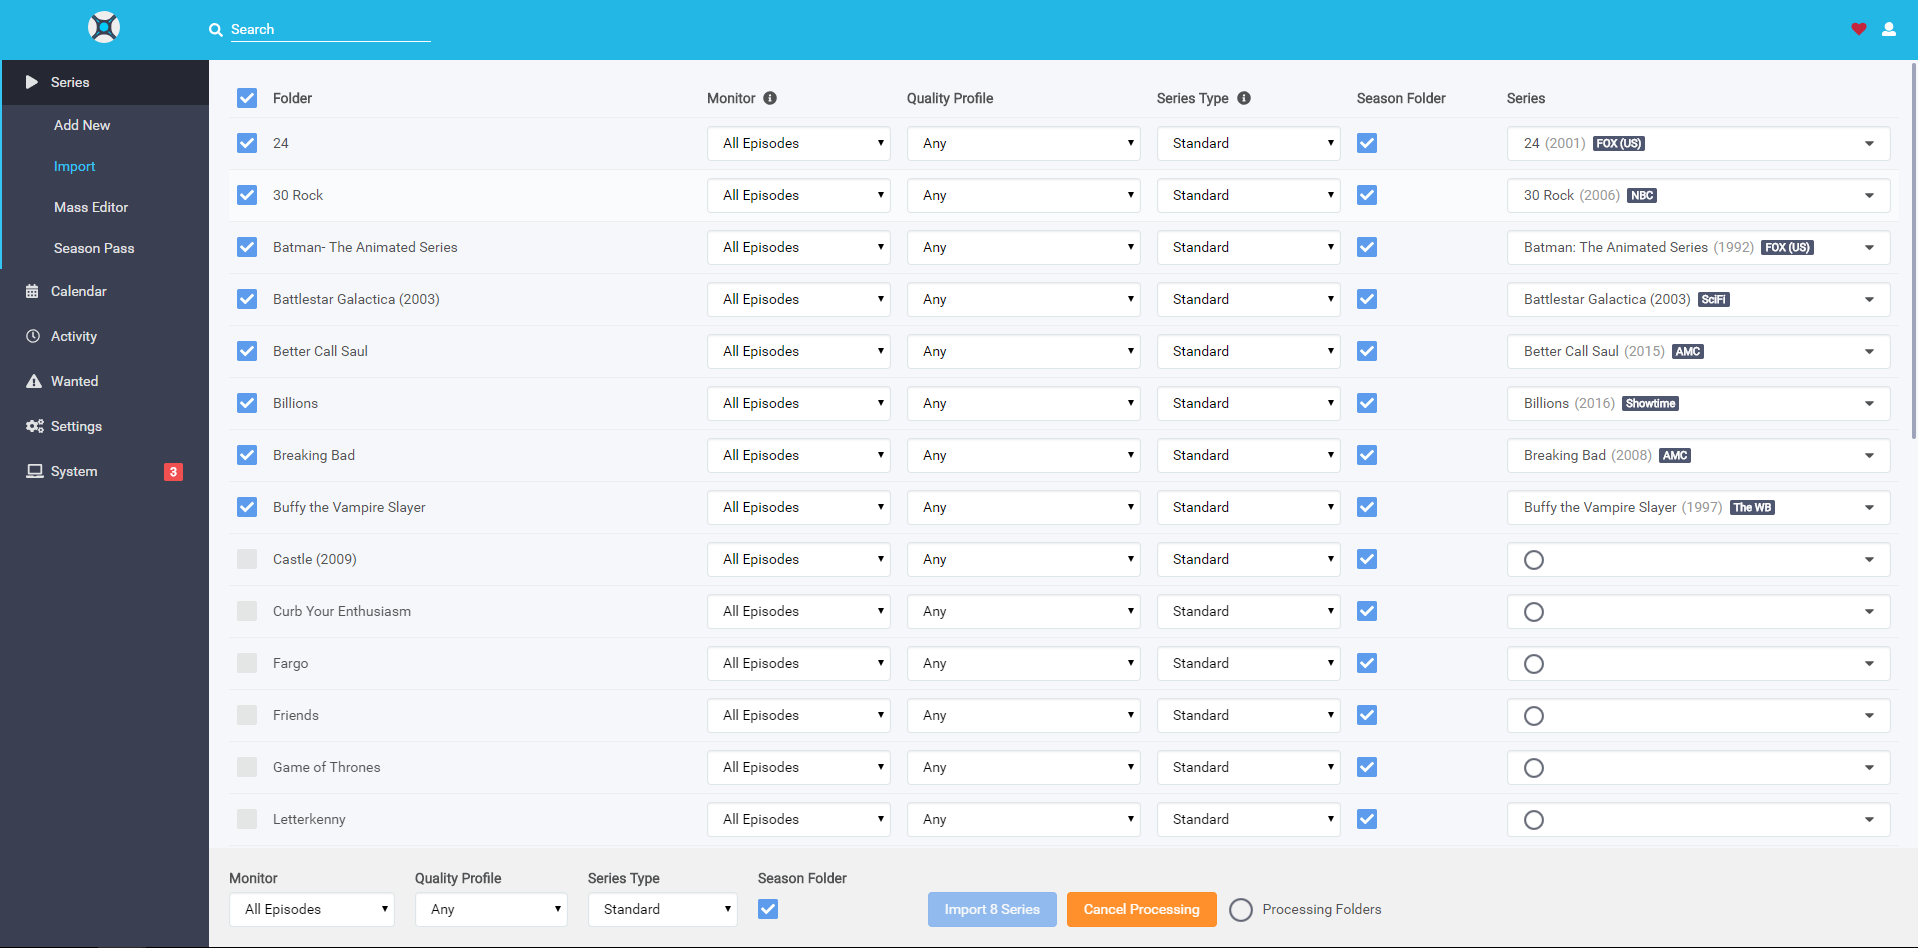 Search
Series
Add New
Import
Mass Editor
Season Pass
Calendar
Activity
Wanted
Settings
System 3
Folder Monitor Quality Profile Series Type Season Folder Series
24 All Episodes Any Standard 24 (2001) FOX (US)
30 Rock All Episodes Any Standard 30 Rock (2006) NBC
Batman- The Animated Series All Episodes Any Standard Batman: The Animated Series (1992) FOX (US)
Battlestar Galactica (2003) All Episodes Any Standard Battlestar Galactica (2003) SciFi
Better Call Saul All Episodes Any Standard Better Call Saul (2015) AMC
Billions All Episodes Any Standard Billions (2016) Showtime
Breaking Bad All Episodes Any Standard Breaking Bad (2008) AMC
Buffy the Vampire Slayer All Episodes Any Standard Buffy the Vampire Slayer (1997) The WB
Castle (2009) All Episodes Any Standard
Curb Your Enthusiasm All Episodes Any Standard
Fargo All Episodes Any Standard
Friends All Episodes Any Standard
Game of Thrones All Episodes Any Standard
Letterkenny All Episodes Any Standard
Monitor Quality Profile Series Type Season Folder
All Episodes Any Standard Import 8 Series Cancel Processing Processing Folders